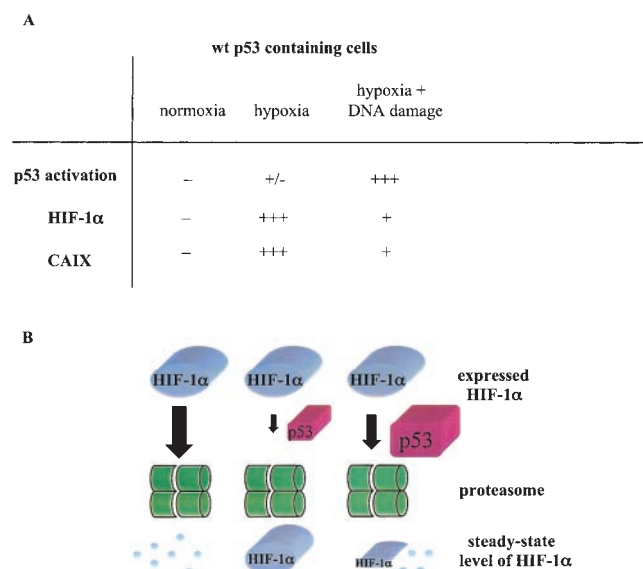 A
wt p53 containing cells
normoxia hypoxia hypoxia + DNA damage
p53 activation – +/- +++
HIF-1α – +++ +
CAIX – +++ +
B
HIF-1α HIF-1α HIF-1α
expressed
HIF-1α
p53 p53
proteasome
HIF-1α HIF-1α
steady-state
level of HIF-1α